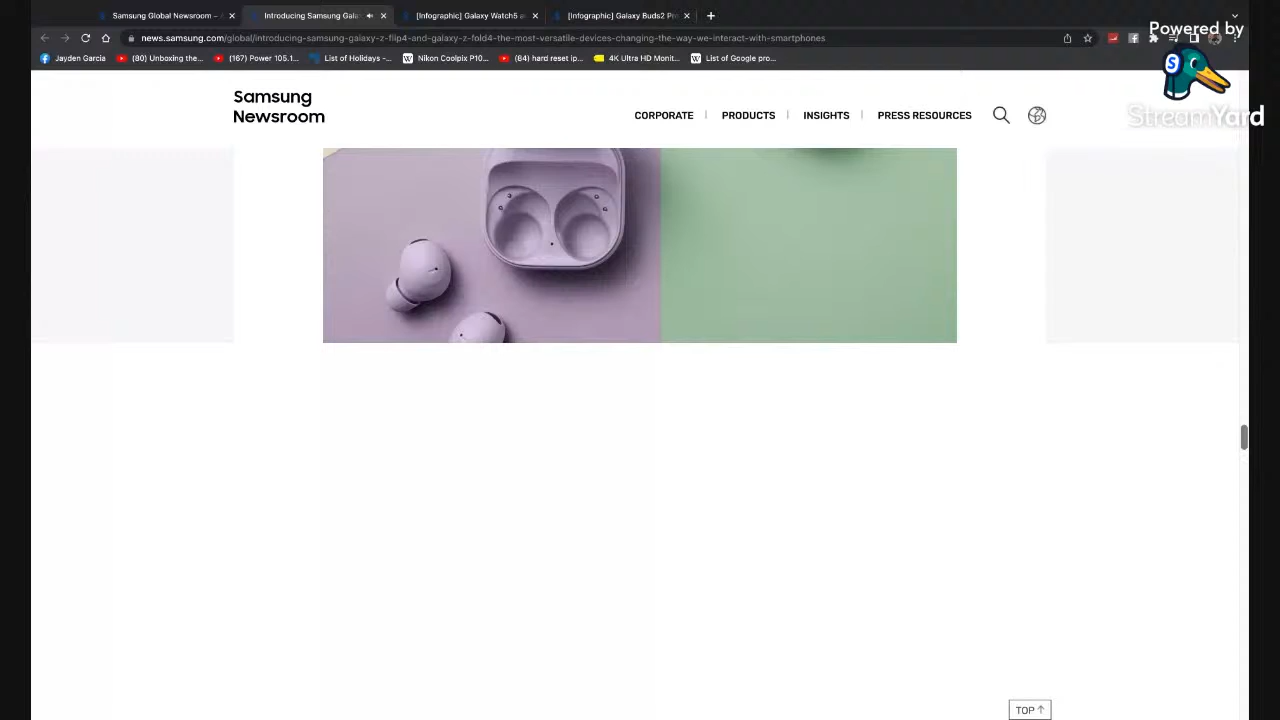 Samsung Global Newsroom –
Introducing Samsung Gala
[Infographic] Galaxy Watch5 a
[Infographic] Galaxy Buds2 Pro
news.samsung.com/global/introducing-samsung-galaxy-z-flip4-and-galaxy-z-fold4-the-most-versatile-devices-changing-the-way-we-interact-with-smartphones
Powered by
StreamYard
Jayden Garcia
(80) Unboxing the...
(167) Power 105.1...
List of Holidays -...
Nikon Coolpix P10...
(84) hard reset ip...
4K Ultra HD Monit...
List of Google pro...
Samsung
Newsroom
CORPORATE
PRODUCTS
INSIGHTS
PRESS RESOURCES
TOP